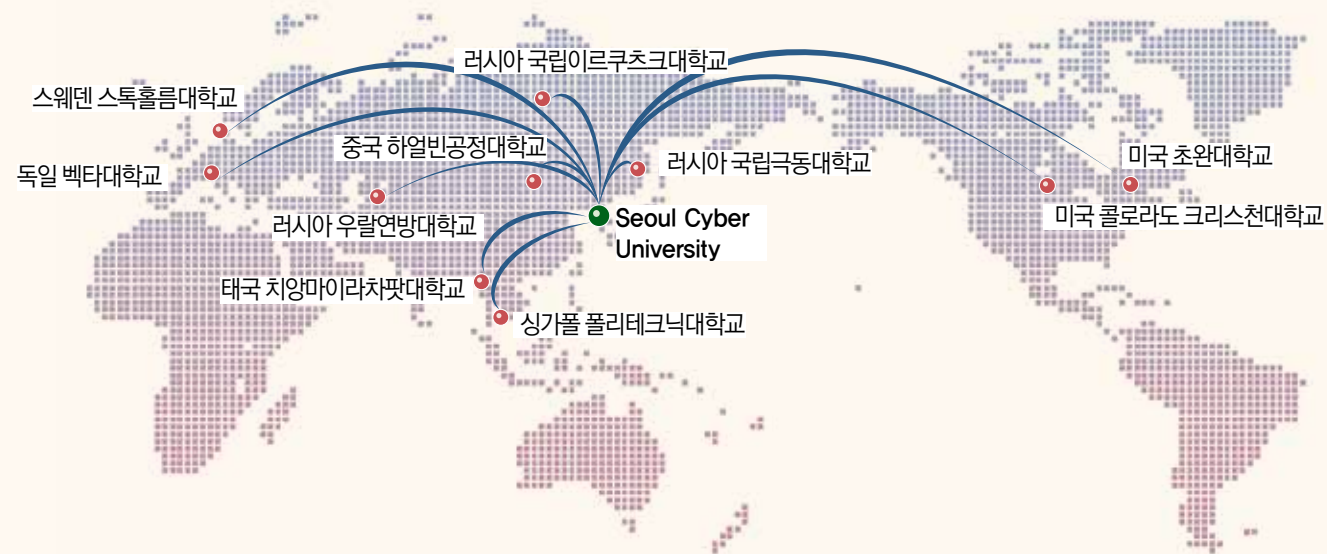 러시아 국립이르쿠츠크대학교
스웨덴 스톡홀름대학교
중국 하얼빈공정대학교
러시아 국립극동대학교
미국 초완대학교
독일 벡타대학교
러시아 우랄연방대학교
Seoul Cyber
University
미국 콜로라도 크리스천대학교
태국 치앙마이라차팟대학교
싱가폴 폴리테크닉대학교